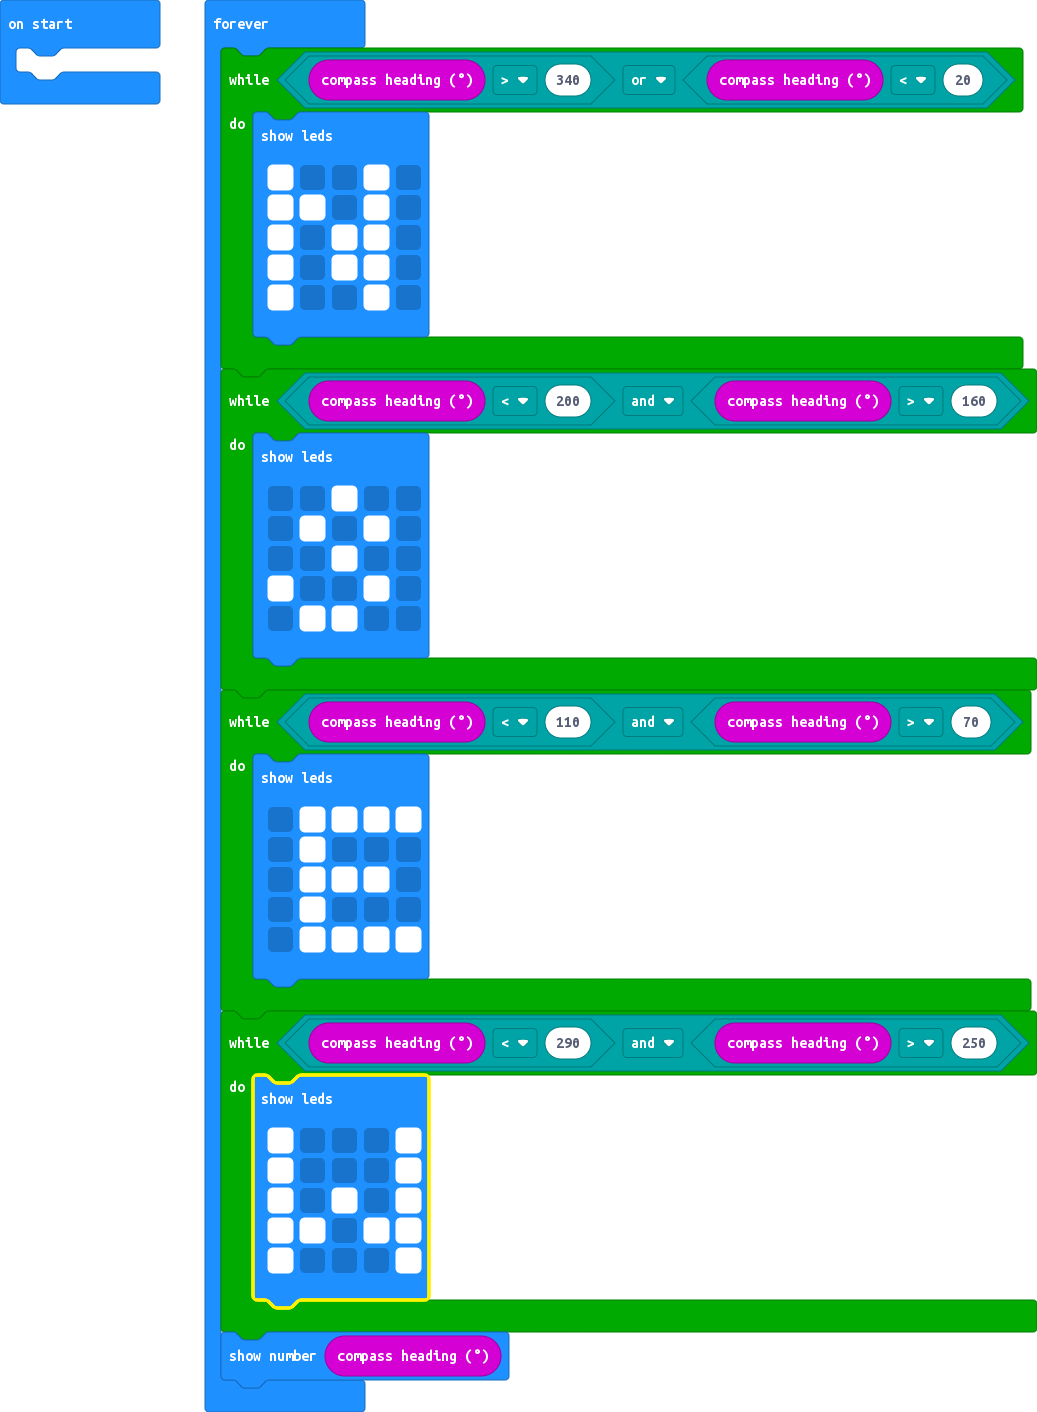 on start
forever
while compass heading (°) > 340 or compass heading (°) < 20
do show leds
while compass heading (°) < 200 and compass heading (°) > 160
do show leds
while compass heading (°) < 110 and compass heading (°) > 70
do show leds
while compass heading (°) < 290 and compass heading (°) > 250
do show leds
show number compass heading (°)